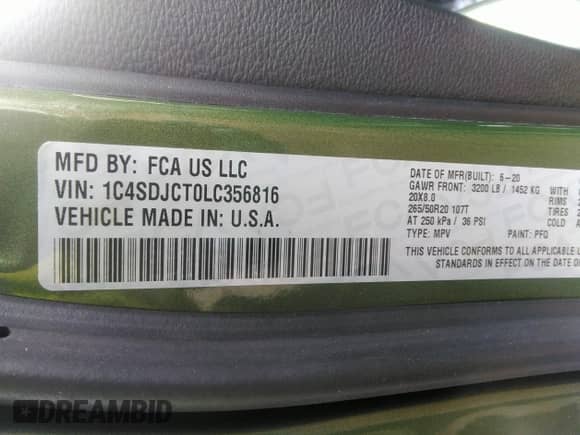 MFD BY: FCA US LLC
VIN: 1C4SDJCT0LC356816
VEHICLE MADE IN: U.S.A.
DATE OF MFR(BUILT): 6-20
GAWR FRONT: 3200 LB / 1452 KG
20X8.0 RIMS
265/50R20 107T TIRES
AT 250 kPa / 36 PSI COLD
TYPE: MPV PAINT: PFQ
THIS VEHICLE CONFORMS TO ALL APPLICABLE
STANDARDS IN EFFECT ON THE DATE
DREAMBID